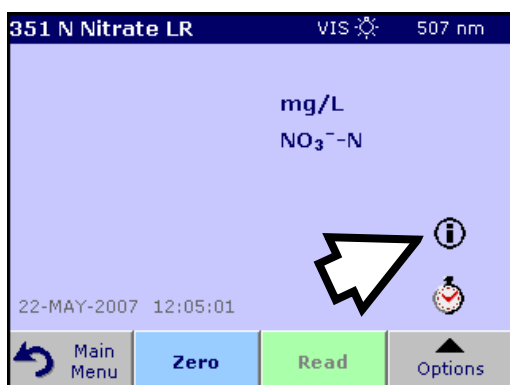 351 N Nitrate LR VIS 507 nm
mg/L
NO₃⁻-N
22-MAY-2007 12:05:01
Main Menu Zero Read Options